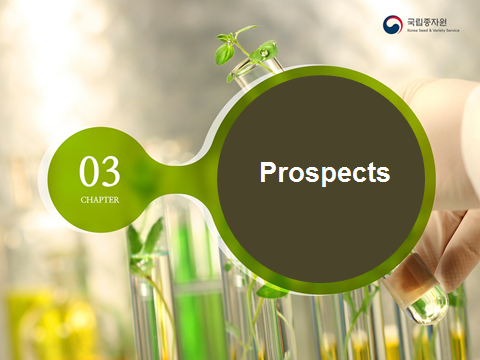 국립종자원
Korea Seed & Variety Service
03
CHAPTER
Prospects